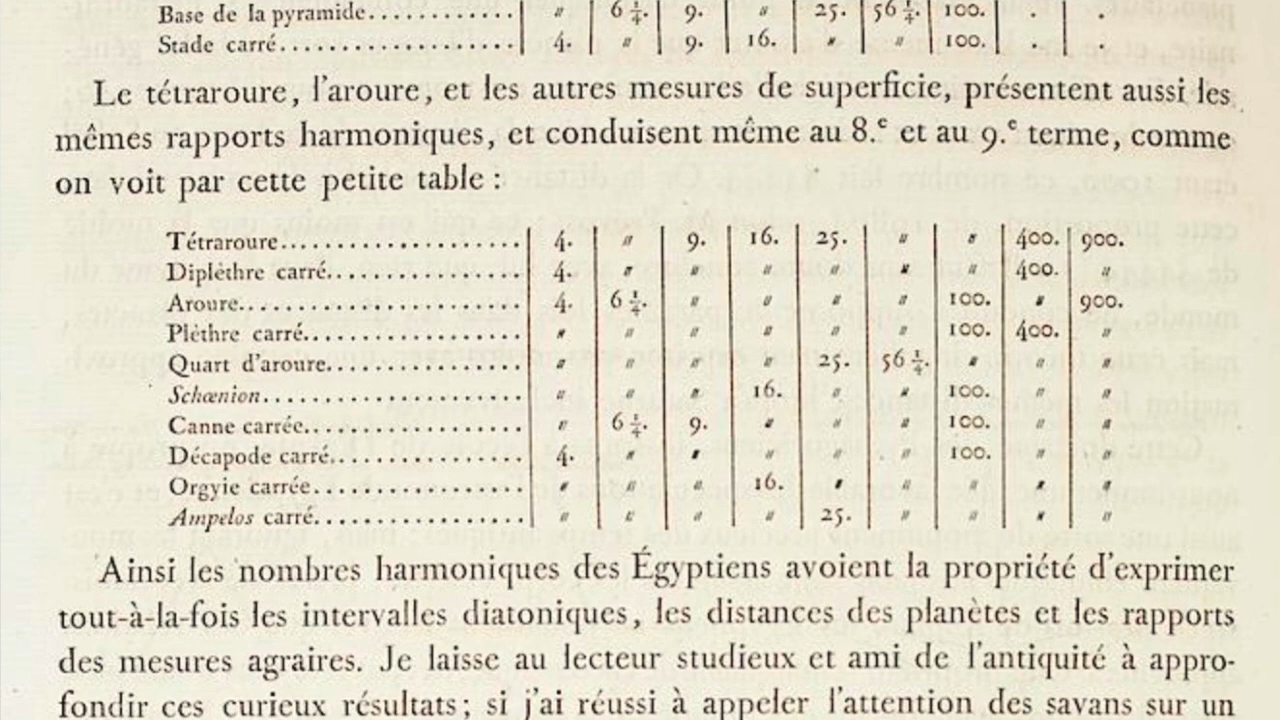 Base de la pyramide.............. | " | 6 ¼. | 9. | " | 25. | 56 ¼. | 100. | . | .
Stade carré...................... | 4. | " | 9. | 16. | " | " | 100. | . | .
Le tétraroure, l'aroure, et les autres mesures de superficie, présentent aussi les
mêmes rapports harmoniques, et conduisent même au 8.e et au 9.e terme, comme
on voit par cette petite table :
Tétraroure....................... | 4. | " | 9. | 16. | 25. | " | " | 400. | 900.
Diplèthre carré.................. | 4. | " | " | " | " | " | " | 400. | "
Aroure........................... | 4. | 6 ¼. | " | " | " | " | 100. | " | 900.
Plèthre carré.................... | " | " | " | " | " | " | 100. | 400. | "
Quart d'aroure................... | " | " | " | " | 25. | 56 ¼. | " | " | "
Schœnion......................... | " | " | " | 16. | " | " | 100. | " | "
Canne carrée..................... | " | 6 ¼. | 9. | " | " | " | 100. | " | "
Décapode carré................... | 4. | " | " | " | " | " | 100. | " | "
Orgyie carrée.................... | " | " | " | 16. | " | " | " | " | "
Ampelos carré.................... | " | " | " | " | 25. | " | " | " | "
Ainsi les nombres harmoniques des Égyptiens avoient la propriété d'exprimer
tout-à-la-fois les intervalles diatoniques, les distances des planètes et les rapports
des mesures agraires. Je laisse au lecteur studieux et ami de l'antiquité à appro-
fondir ces curieux résultats; si j'ai réussi à appeler l'attention des savans sur un